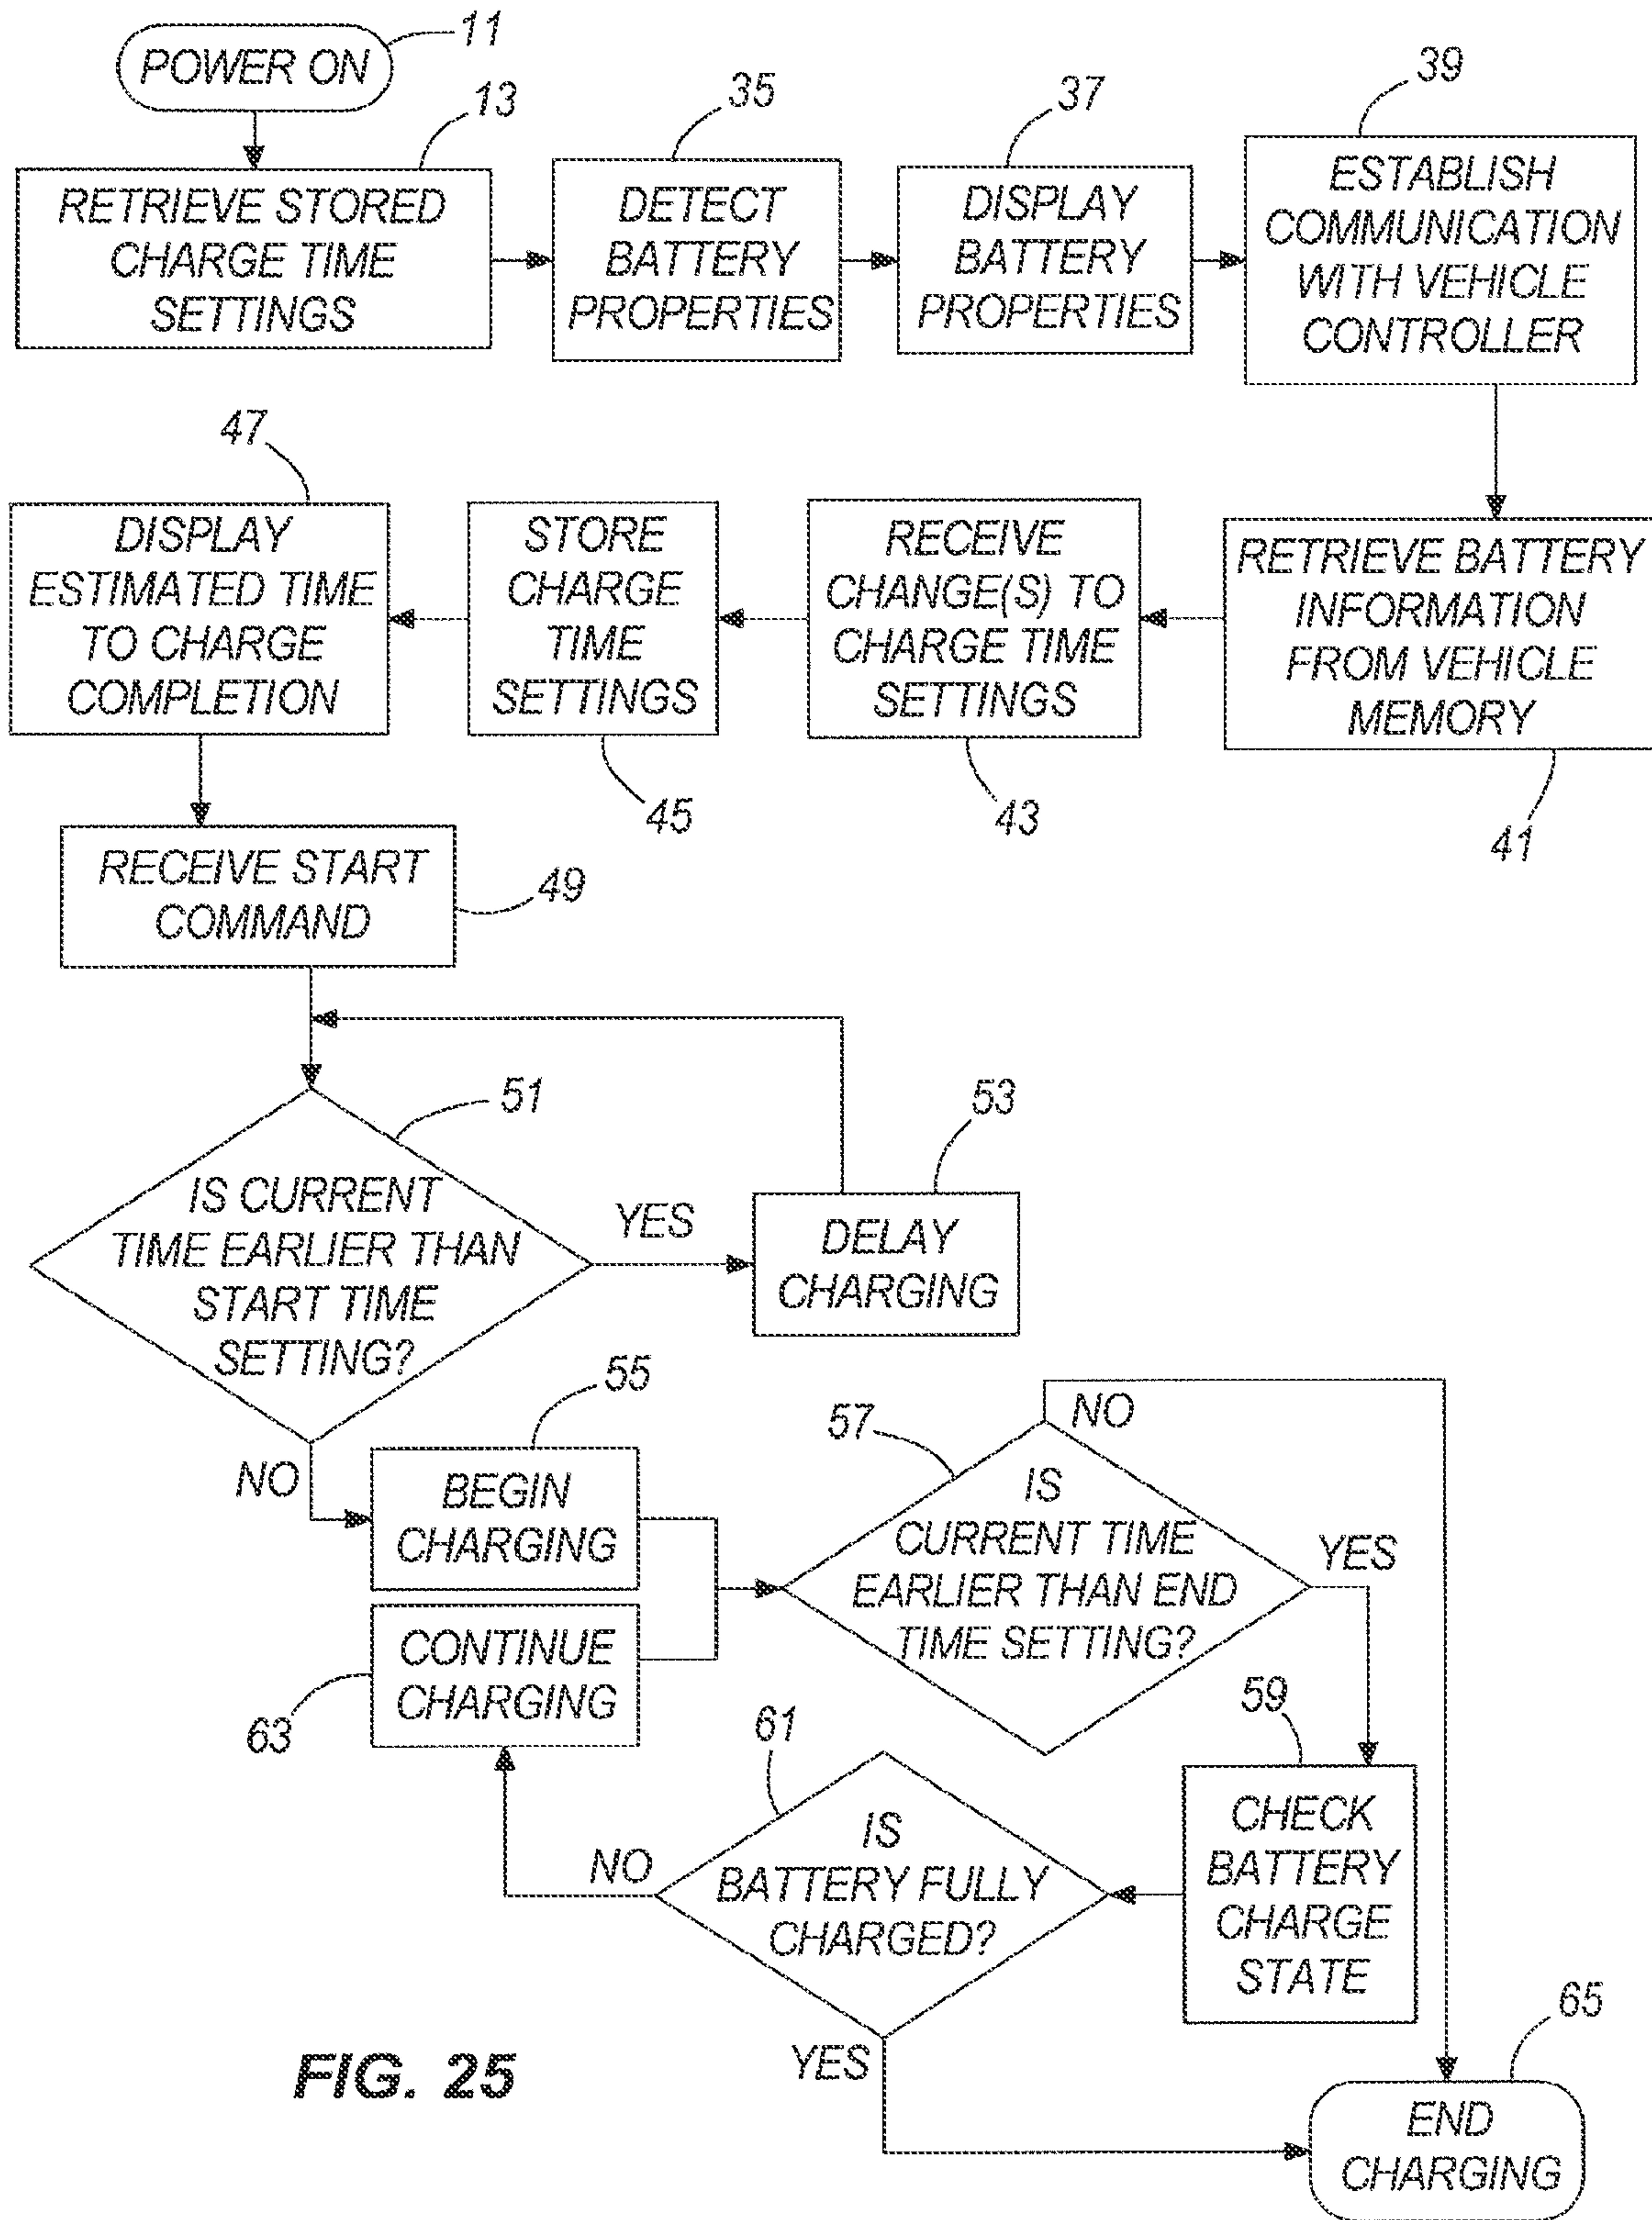 POWER ON
11
13
RETRIEVE STORED
CHARGE TIME
SETTINGS
35
DETECT
BATTERY
PROPERTIES
37
DISPLAY
BATTERY
PROPERTIES
39
ESTABLISH
COMMUNICATION
WITH VEHICLE
CONTROLLER
RETRIEVE BATTERY
INFORMATION
FROM VEHICLE
MEMORY
41
RECEIVE
CHANGE(S) TO
CHARGE TIME
SETTINGS
43
STORE
CHARGE
TIME
SETTINGS
45
47
DISPLAY
ESTIMATED TIME
TO CHARGE
COMPLETION
RECEIVE START
COMMAND
49
51
IS CURRENT
TIME EARLIER THAN
START TIME
SETTING?
YES
53
DELAY
CHARGING
NO
55
BEGIN
CHARGING
57
NO
IS
CURRENT TIME
EARLIER THAN END
TIME SETTING?
YES
CONTINUE
CHARGING
63
59
CHECK
BATTERY
CHARGE
STATE
61
IS
BATTERY FULLY
CHARGED?
NO
YES
65
END
CHARGING
FIG. 25